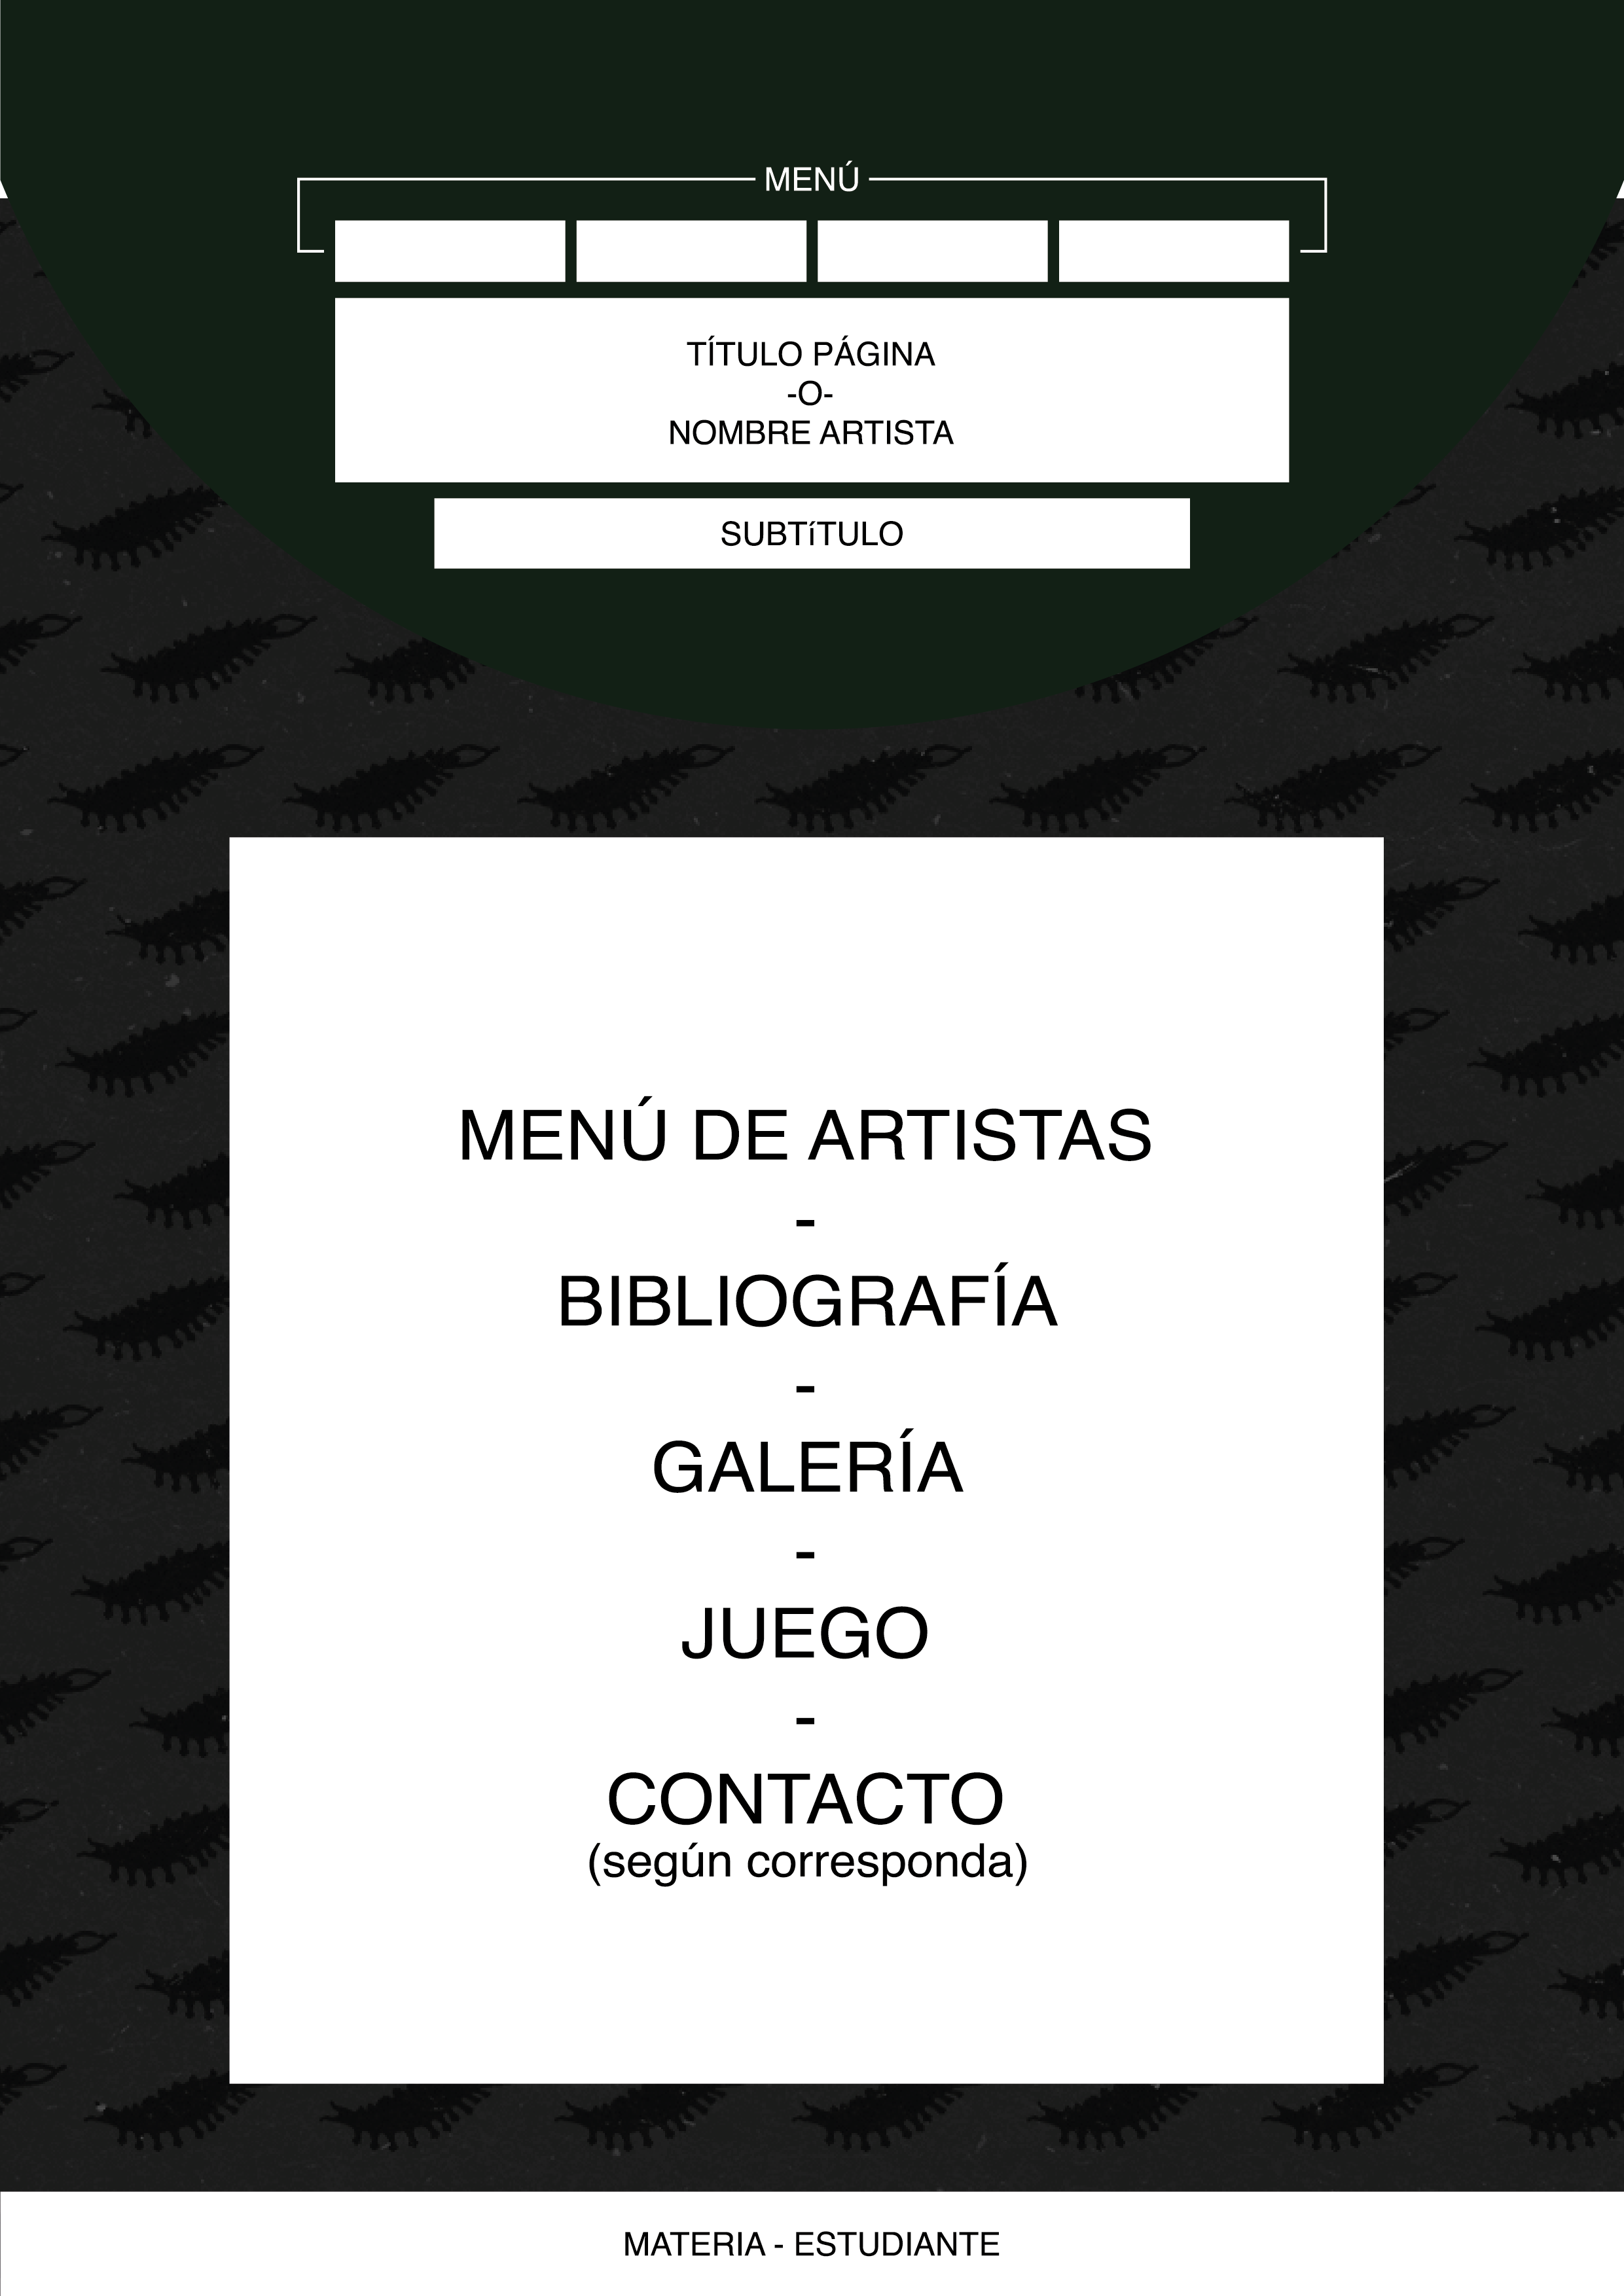 MENÚ
TÍTULO PÁGINA
-O-
NOMBRE ARTISTA
SUBTíTULO
MENÚ DE ARTISTAS
-
BIBLIOGRAFÍA
-
GALERÍA
-
JUEGO
-
CONTACTO
(según corresponda)
MATERIA - ESTUDIANTE